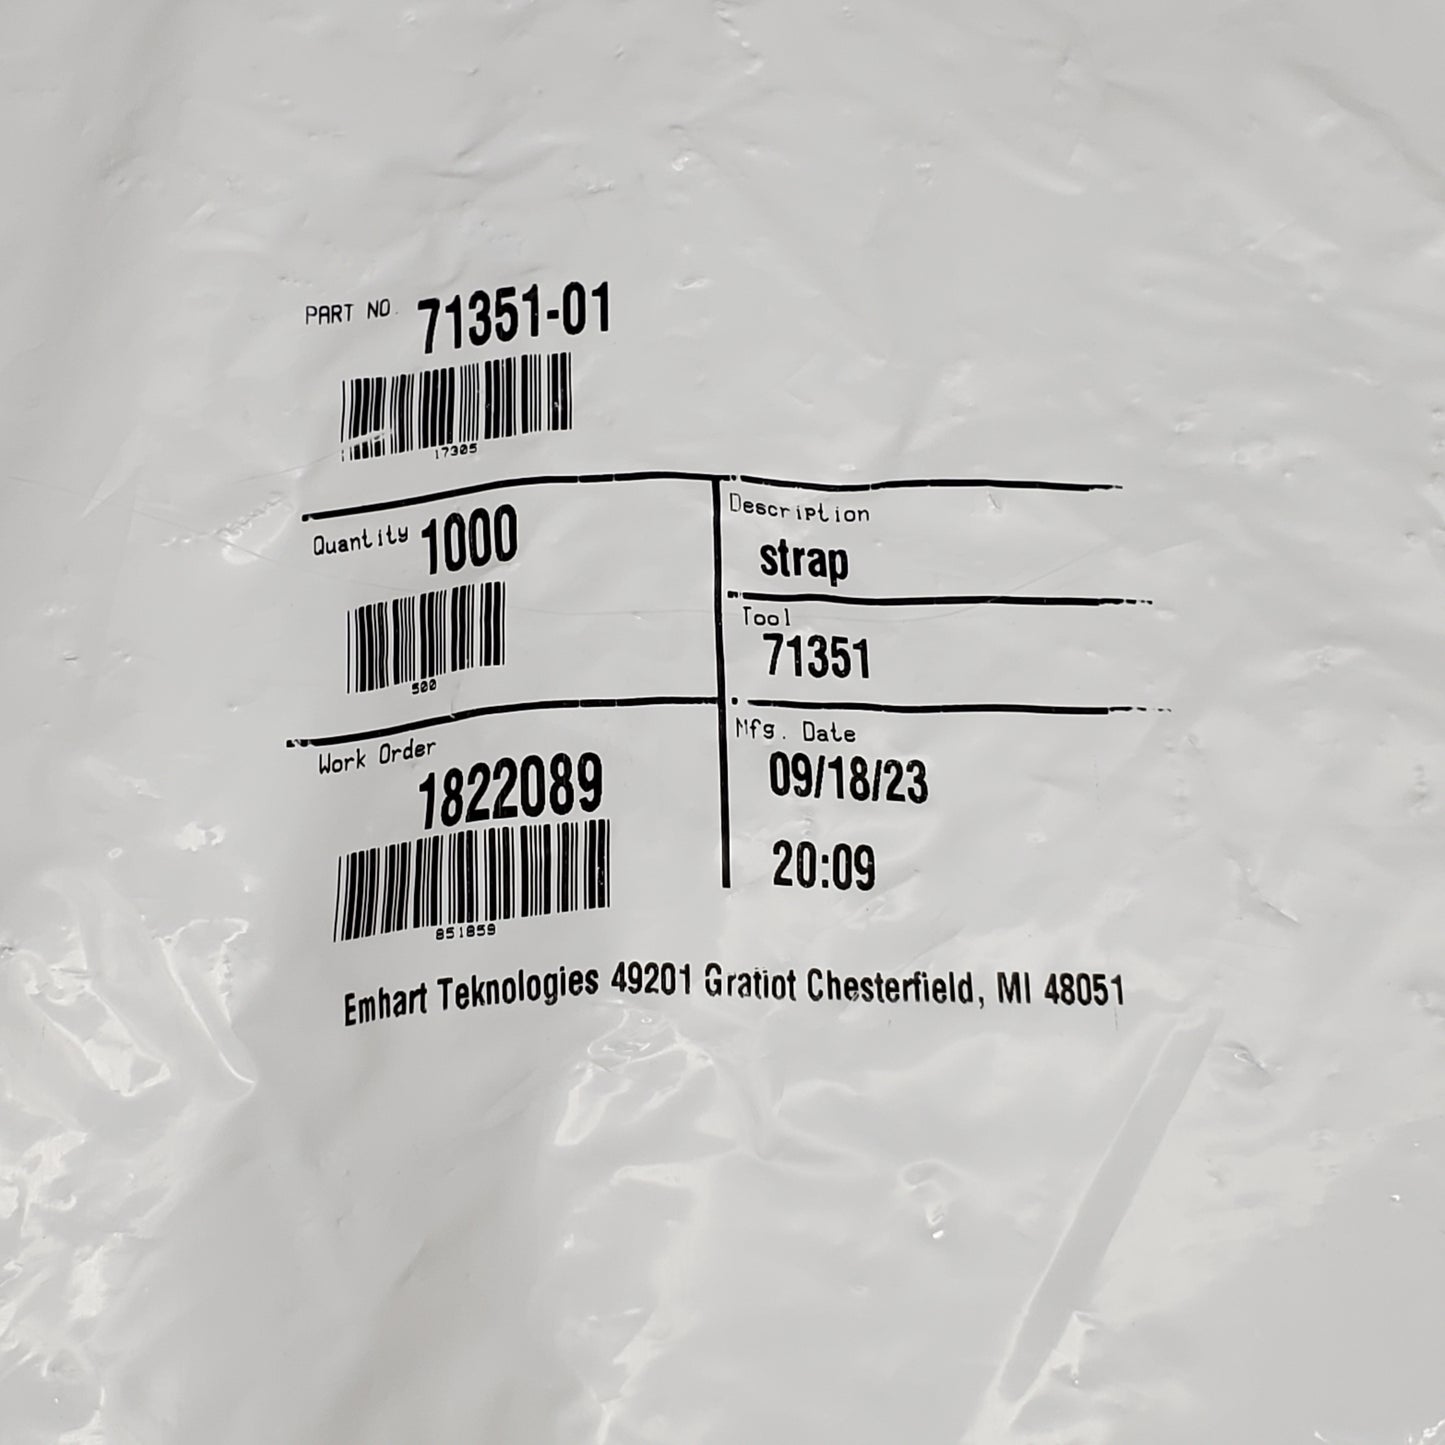 PART NO. 71351-01
17305
Quantity 1000
500
Work Order
1822089
851859
Description
strap
Tool
71351
Mfg. Date
09/18/23
20:09
Emhart Teknologies 49201 Gratiot Chesterfield, MI 48051